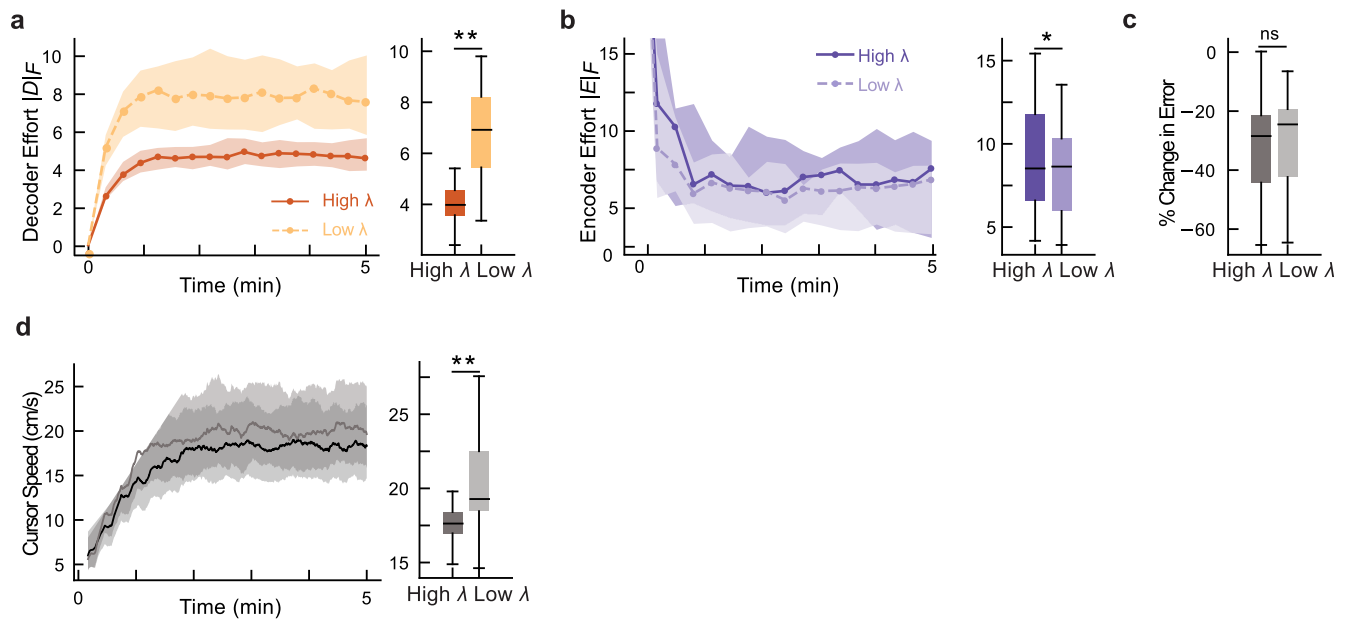 a
Decoder Effort |D|F
10
8
6
4
2
0
0
5
Time (min)
High λ
Low λ
**
10
8
6
4
High λ Low λ
b
Encoder Effort |E|F
15
10
5
0
0
5
Time (min)
High λ
Low λ
*
15
10
5
High λ Low λ
c
% Change in Error
ns
0
−20
−40
−60
High λ Low λ
d
Cursor Speed (cm/s)
25
20
15
10
5
0
5
Time (min)
**
25
20
15
High λ Low λ